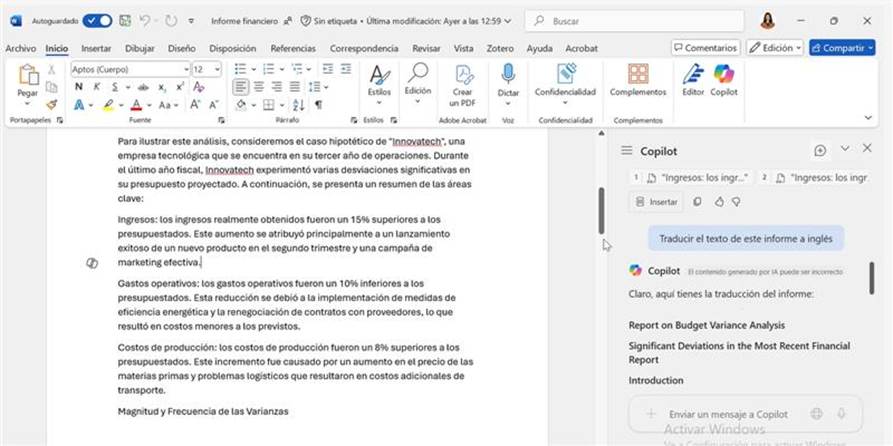 Autoguardado
Informe financiero
Sin etiqueta • Última modificación: Ayer a las 12:59
Buscar
Archivo Inicio Insertar Dibujar Diseño Disposición Referencias Correspondencia Revisar Vista Zotero Ayuda Acrobat
Comentarios
Edición
Compartir
Pegar
Portapapeles
Aptos (Cuerpo)
12
N K S ab x₂ x²
A A Aa A A
Fuente
Párrafo
Estilos
Estilos
Edición
Crear
un PDF
Adobe Acrobat
Dictar
Voz
Confidencialidad
Confidencialidad
Complementos
Complementos
Editor
Copilot
Para ilustrar este análisis, consideremos el caso hipotético de "Innovatech", una
empresa tecnológica que se encuentra en su tercer año de operaciones. Durante
el último año fiscal, Innovatech experimentó varias desviaciones significativas en
su presupuesto proyectado. A continuación, se presenta un resumen de las áreas
clave:
Ingresos: los ingresos realmente obtenidos fueron un 15% superiores a los
presupuestados. Este aumento se atribuyó principalmente a un lanzamiento
exitoso de un nuevo producto en el segundo trimestre y una campaña de
marketing efectiva.
Gastos operativos: los gastos operativos fueron un 10% inferiores a los
presupuestados. Esta reducción se debió a la implementación de medidas de
eficiencia energética y la renegociación de contratos con proveedores, lo que
resultó en costos menores a los previstos.
Costos de producción: los costos de producción fueron un 8% superiores a los
presupuestados. Este incremento fue causado por un aumento en el precio de las
materias primas y problemas logísticos que resultaron en costos adicionales de
transporte.
Magnitud y Frecuencia de las Varianzas
Copilot
1 "Ingresos: los ingr..." 2 "Ingresos: los ingr
Insertar
Traducir el texto de este informe a inglés
Copilot El contenido generado por IA puede ser incorrecto
Claro, aquí tienes la traducción del informe:
Report on Budget Variance Analysis
Significant Deviations in the Most Recent Financial
Report
Introduction
Enviar un mensaje a Copilot
Activar Windows
Ve a Configuración para activar Windows